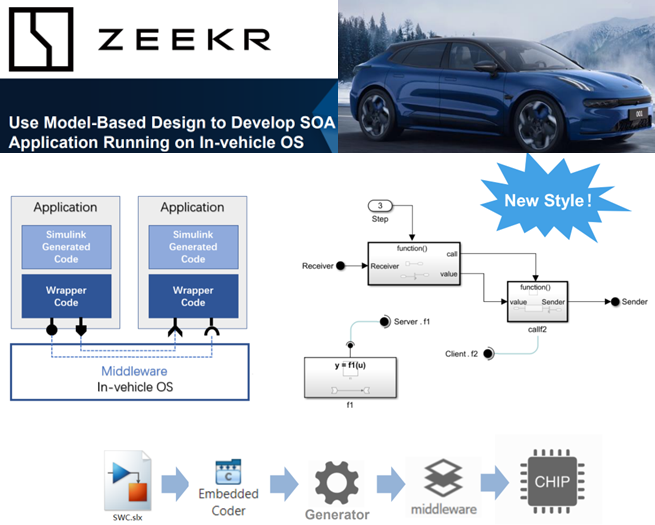 ZEEKR
Use Model-Based Design to Develop SOA
Application Running on In-vehicle OS
001
New Style!
Application
Simulink
Generated
Code
Wrapper
Code
Application
Simulink
Generated
Code
Wrapper
Code
Middleware
In-vehicle OS
3
Step
function()
call
Receiver
Receiver
value
function()
value
Sender
Sender
callf2
Server.f1
Client.f2
y = f1(u)
f1
SWC.slx
C
Embedded
Coder
Generator
middleware
CHIP